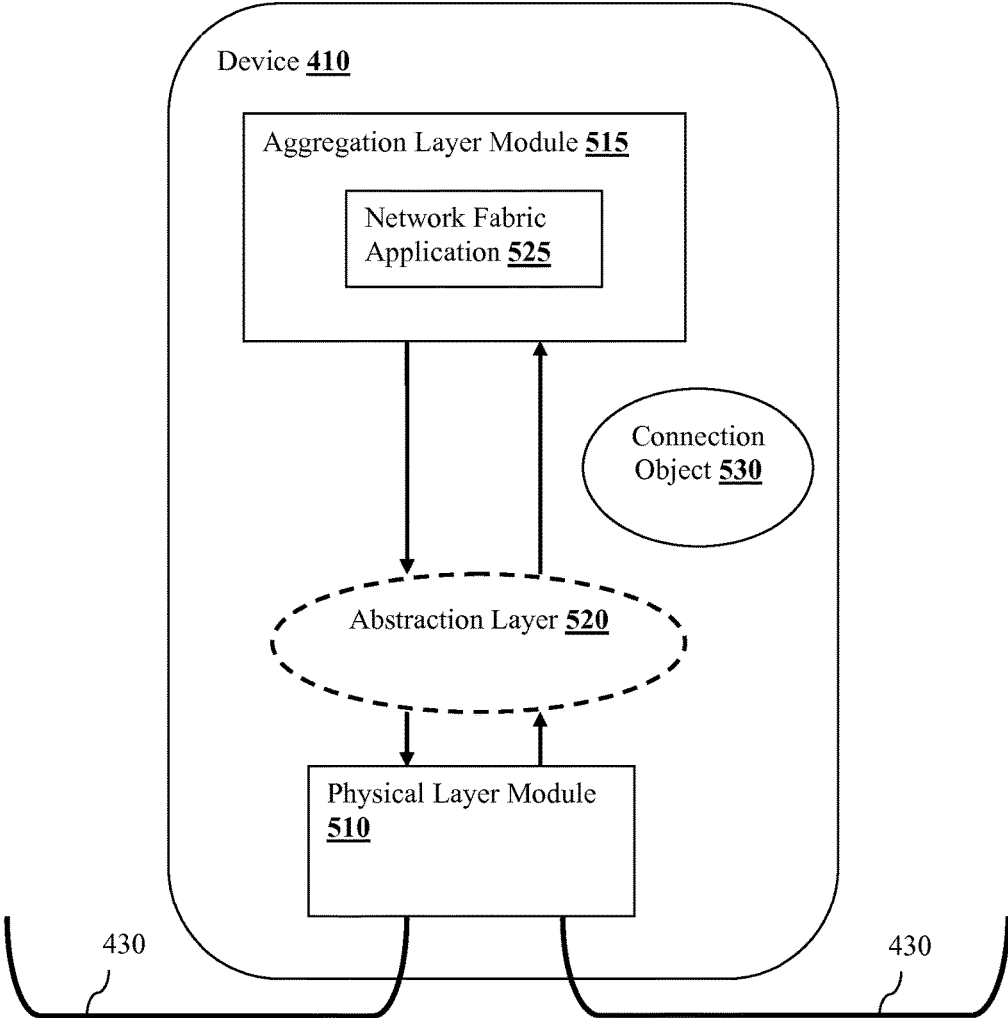 Device 410
Aggregation Layer Module 515
Network Fabric
Application 525
Connection
Object 530
Abstraction Layer 520
Physical Layer Module
510
430
430